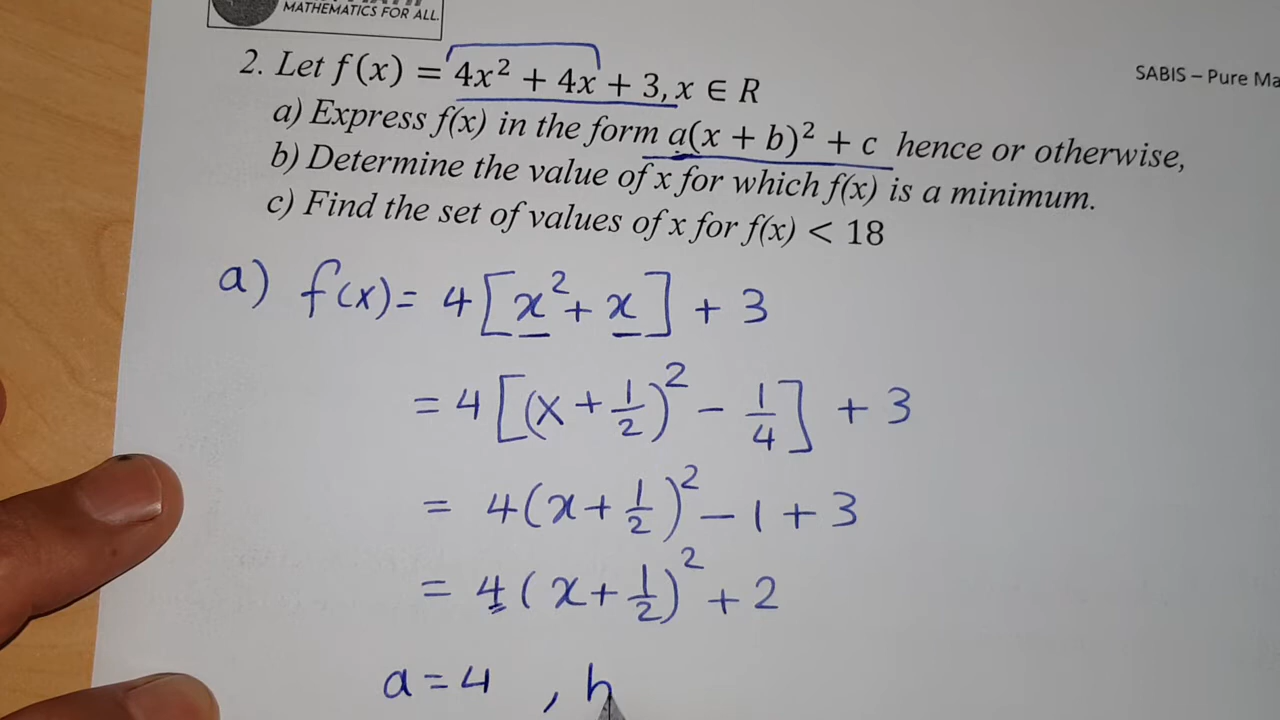 MATHEMATICS FOR ALL.
SABIS – Pure Ma
2. Let f(x) = 4x² + 4x + 3, x ∈ R
a) Express f(x) in the form a(x + b)² + c hence or otherwise,
b) Determine the value of x for which f(x) is a minimum.
c) Find the set of values of x for f(x) < 18
a) f(x) = 4[x² + x] + 3
= 4[(x + 1/2)² − 1/4] + 3
= 4(x + 1/2)² − 1 + 3
= 4(x + 1/2)² + 2
a = 4 , b